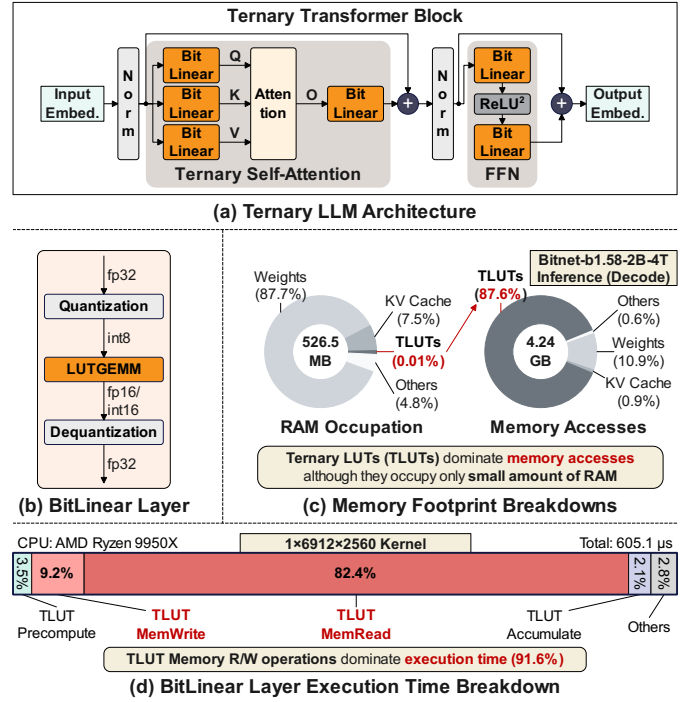 Ternary Transformer Block
Input
Embed.
Norm
Bit
Linear
Q
Bit
Linear
K
Bit
Linear
V
Atten
tion
O
Bit
Linear
+
Ternary Self-Attention
Norm
Bit
Linear
ReLU²
Bit
Linear
FFN
+
Output
Embed.
(a) Ternary LLM Architecture
fp32
Quantization
int8
LUTGEMM
fp16/
int16
Dequantization
fp32
(b) BitLinear Layer
Bitnet-b1.58-2B-4T
Inference (Decode)
Weights
(87.7%)
KV Cache
(7.5%)
TLUTs
(0.01%)
Others
(4.8%)
526.5
MB
RAM Occupation
TLUTs
(87.6%)
Others
(0.6%)
Weights
(10.9%)
KV Cache
(0.9%)
4.24
GB
Memory Accesses
Ternary LUTs (TLUTs) dominate memory accesses
although they occupy only small amount of RAM
(c) Memory Footprint Breakdowns
CPU: AMD Ryzen 9950X
1×6912×2560 Kernel
Total: 605.1 µs
3.5%
9.2%
82.4%
2.1%
2.8%
TLUT
Precompute
TLUT
MemWrite
TLUT
MemRead
TLUT
Accumulate
Others
TLUT Memory R/W operations dominate execution time (91.6%)
(d) BitLinear Layer Execution Time Breakdown